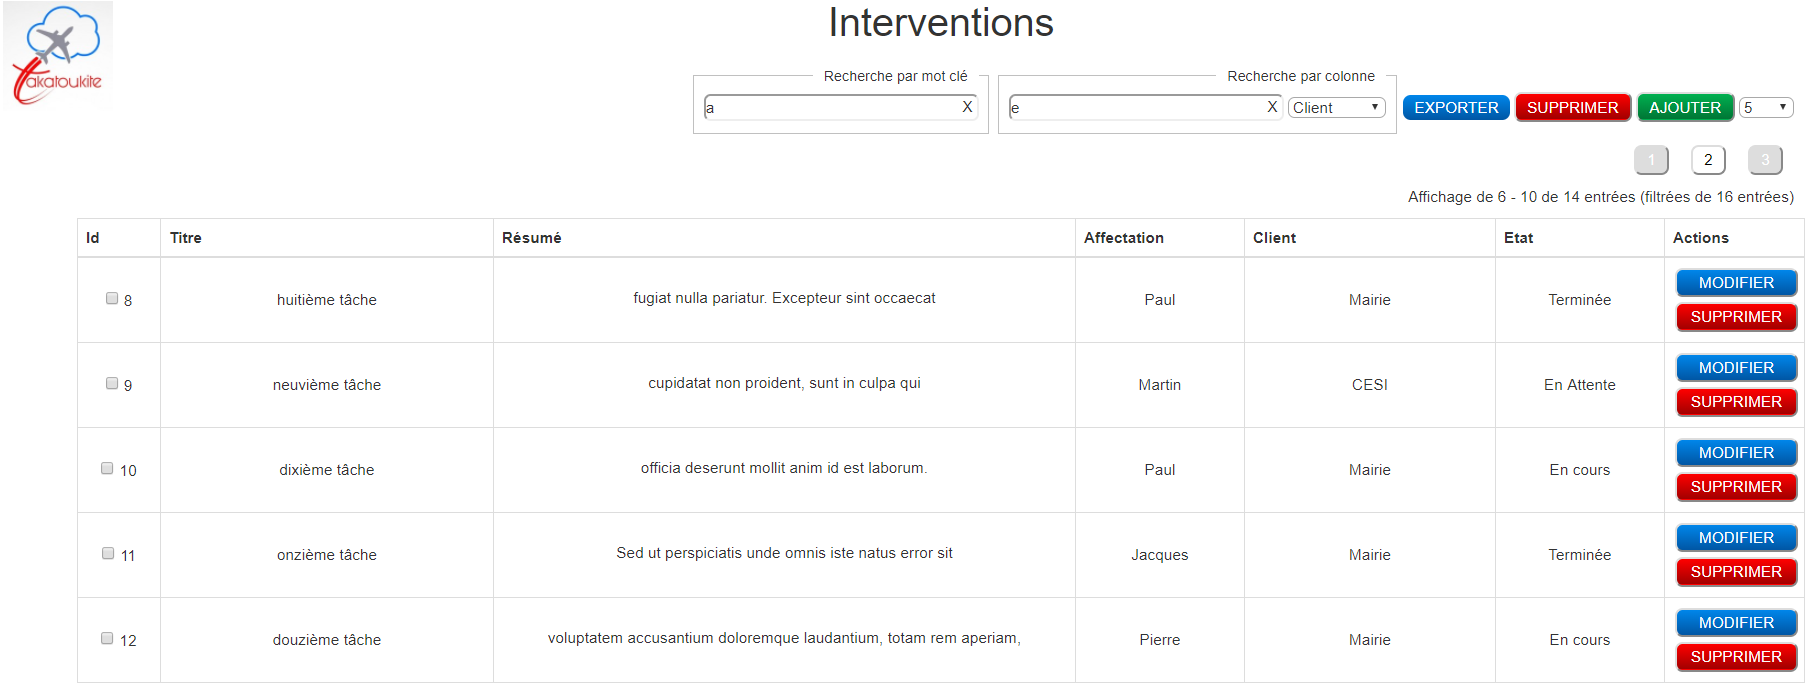 takatoukite
Interventions
Recherche par mot clé
Recherche par colonne
a X
e X Client
EXPORTER SUPPRIMER AJOUTER 5
1 2 3
Affichage de 6 - 10 de 14 entrées (filtrées de 16 entrées)
Id Titre Résumé Affectation Client Etat Actions
8 huitième tâche fugiat nulla pariatur. Excepteur sint occaecat Paul Mairie Terminée MODIFIER
SUPPRIMER
9 neuvième tâche cupidatat non proident, sunt in culpa qui Martin CESI En Attente MODIFIER
SUPPRIMER
10 dixième tâche officia deserunt mollit anim id est laborum. Paul Mairie En cours MODIFIER
SUPPRIMER
11 onzième tâche Sed ut perspiciatis unde omnis iste natus error sit Jacques Mairie Terminée MODIFIER
SUPPRIMER
12 douzième tâche voluptatem accusantium doloremque laudantium, totam rem aperiam, Pierre Mairie En cours MODIFIER
SUPPRIMER